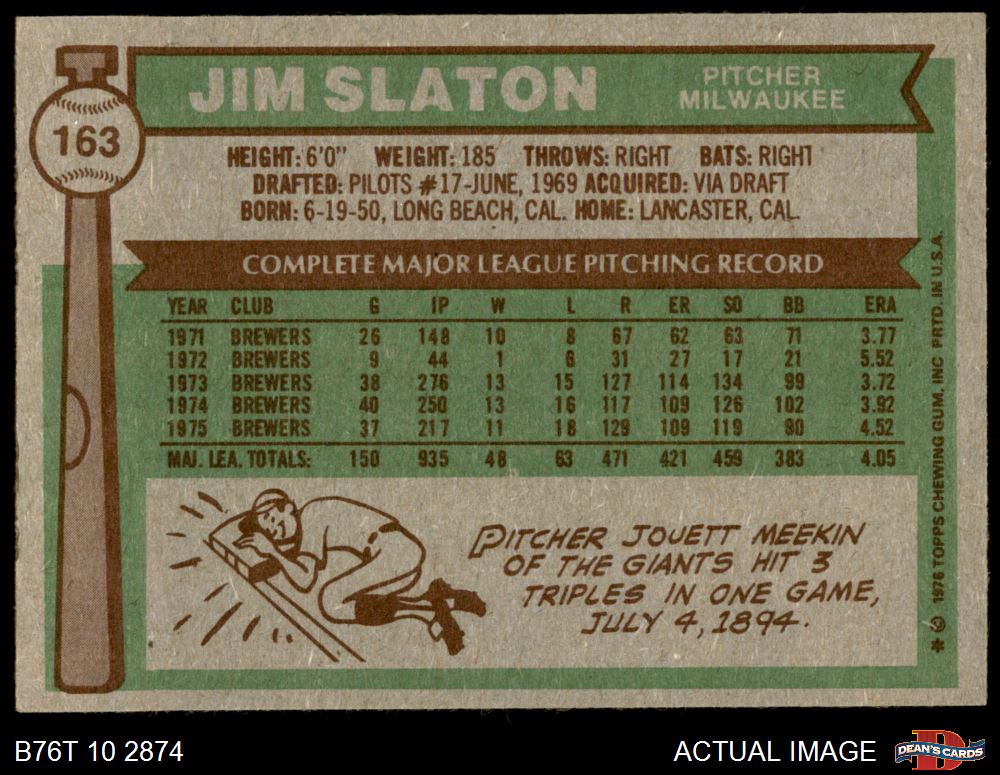 JIM SLATON
PITCHER
MILWAUKEE
163
HEIGHT: 6'0" WEIGHT: 185 THROWS: RIGHT BATS: RIGHT
DRAFTED: PILOTS #17-JUNE, 1969 ACQUIRED: VIA DRAFT
BORN: 6-19-50, LONG BEACH, CAL. HOME: LANCASTER, CAL.
COMPLETE MAJOR LEAGUE PITCHING RECORD
YEAR CLUB G IP W L R ER SO BB ERA
1971 BREWERS 26 148 10 8 67 62 63 71 3.77
1972 BREWERS 9 44 1 6 31 27 17 21 5.52
1973 BREWERS 38 276 13 15 127 114 134 99 3.72
1974 BREWERS 40 250 13 16 117 109 126 102 3.92
1975 BREWERS 37 217 11 18 129 109 119 90 4.52
MAJ. LEA. TOTALS: 150 935 48 63 471 421 459 383 4.05
PITCHER JOUETT MEEKIN
OF THE GIANTS HIT 3
TRIPLES IN ONE GAME,
JULY 4, 1894.
* © 1976 TOPPS CHEWING GUM, INC. PRTD. IN U.S.A.
B76T 10 2874
ACTUAL IMAGE
D
DEAN'S CARDS